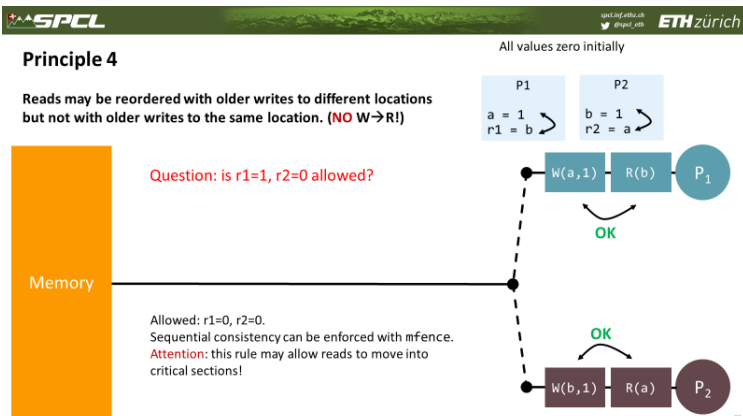 SPCL
spcl.inf.ethz.ch
@spcl_eth
ETH zürich
Principle 4
All values zero initially
Reads may be reordered with older writes to different locations
but not with older writes to the same location. (NO W→R!)
P1
a = 1
r1 = b
P2
b = 1
r2 = a
Question: is r1=1, r2=0 allowed?
W(a,1)
R(b)
P1
OK
Memory
Allowed: r1=0, r2=0.
Sequential consistency can be enforced with mfence.
Attention: this rule may allow reads to move into
critical sections!
OK
W(b,1)
R(a)
P2